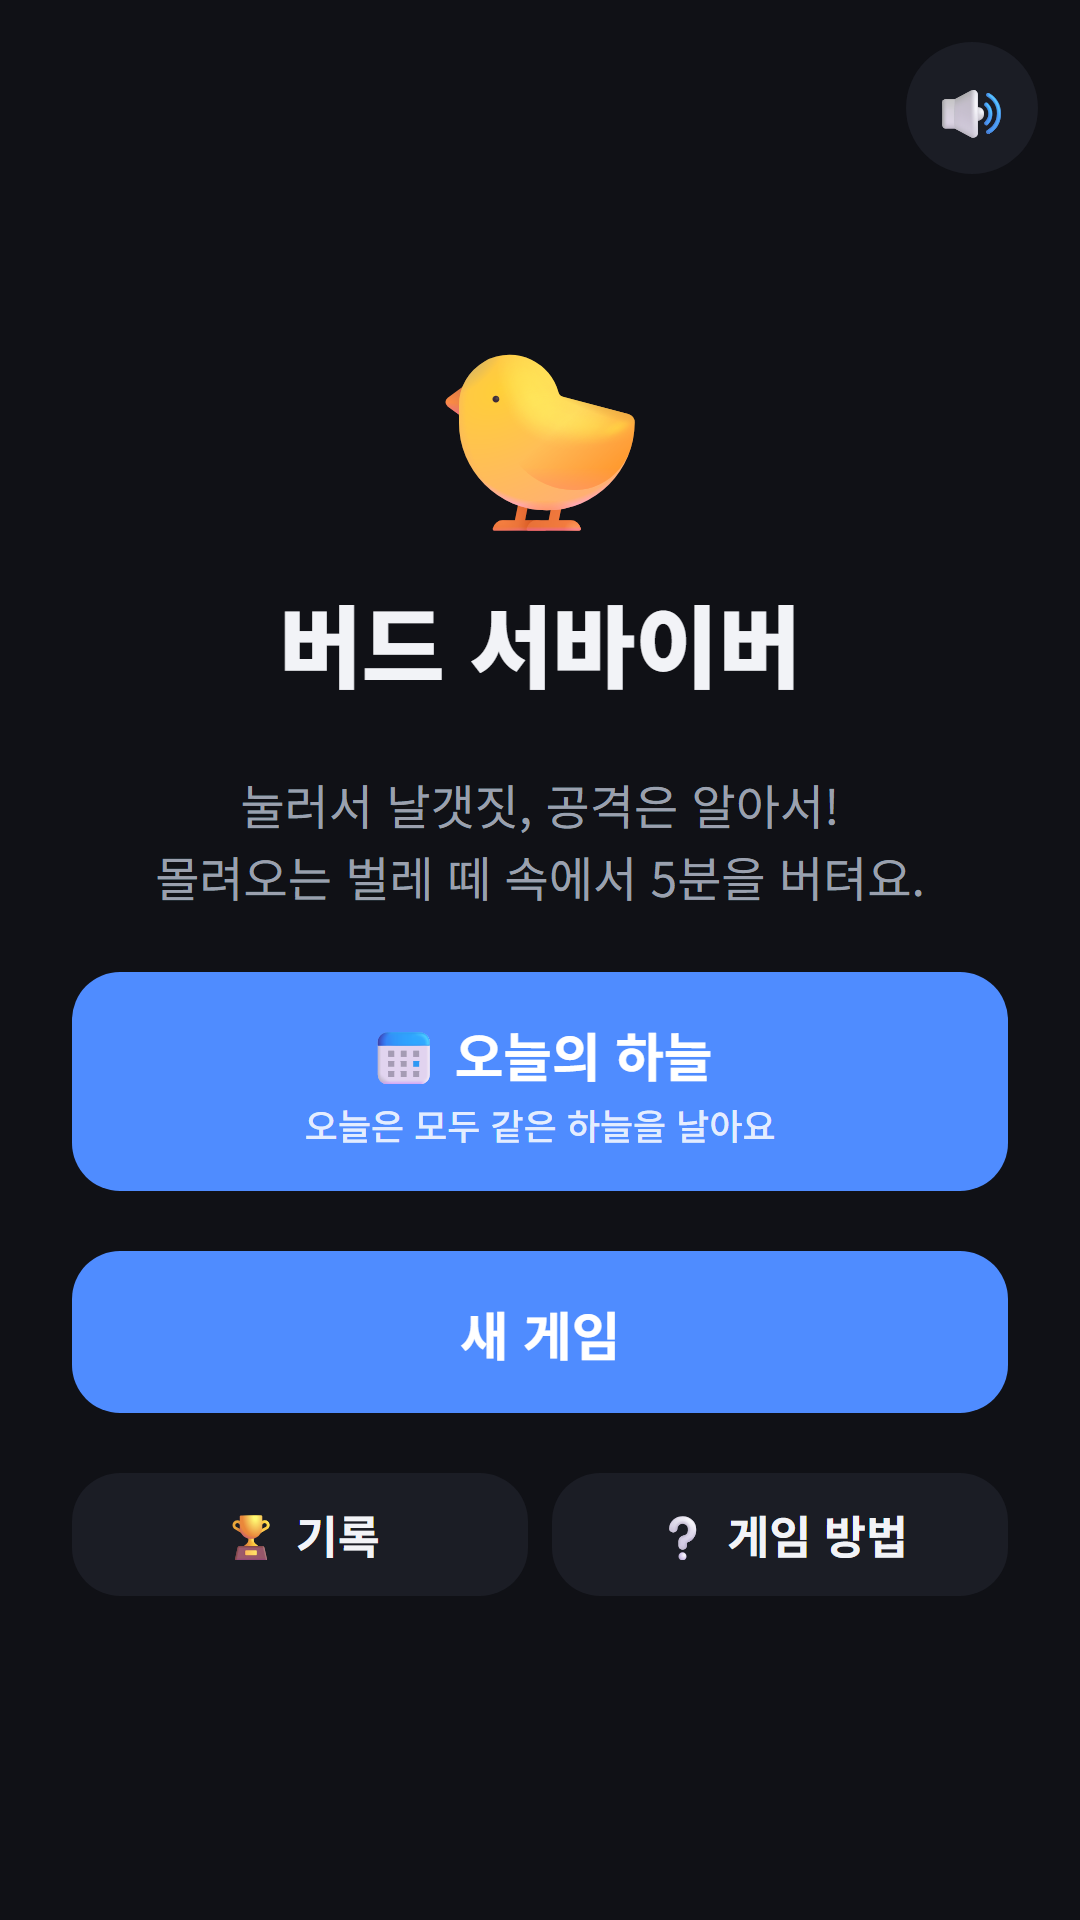 버드 서바이버
눌러서 날갯짓, 공격은 알아서!
몰려오는 벌레 떼 속에서 5분을 버텨요.
오늘의 하늘
오늘은 모두 같은 하늘을 날아요
새 게임
기록
게임 방법